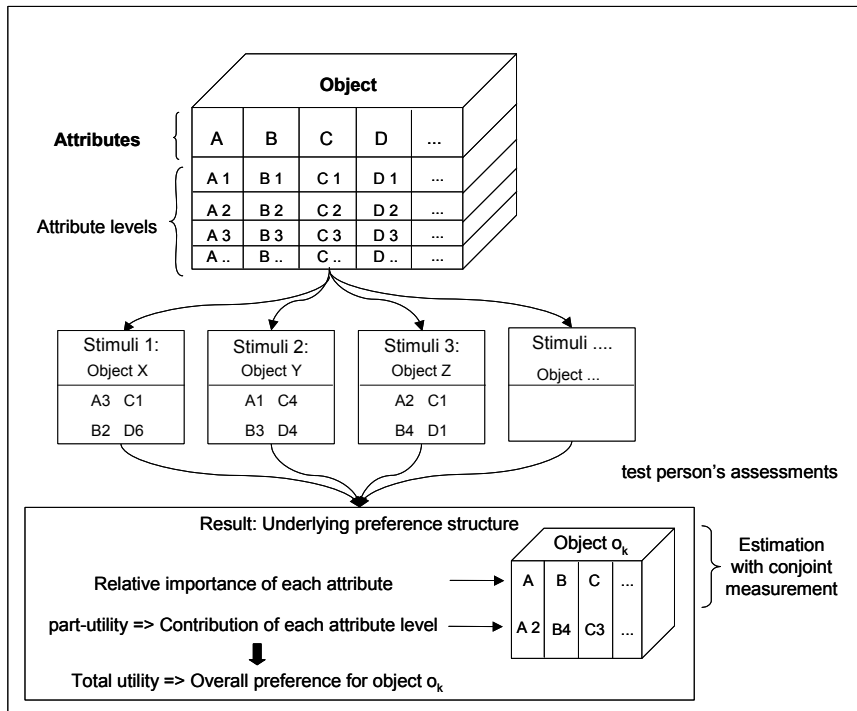 Object
Attributes
A B C D ...
Attribute levels
A 1 B 1 C 1 D 1 ...
A 2 B 2 C 2 D 2 ...
A 3 B 3 C 3 D 3 ...
A .. B .. C .. D .. ...
Stimuli 1:
Object X
A3 C1
B2 D6
Stimuli 2:
Object Y
A1 C4
B3 D4
Stimuli 3:
Object Z
A2 C1
B4 D1
Stimuli ....
Object ...
test person's assessments
Result: Underlying preference structure
Object oₖ
Relative importance of each attribute
A B C ...
part-utility => Contribution of each attribute level
A 2 B4 C3 ...
Total utility => Overall preference for object oₖ
Estimation
with conjoint
measurement